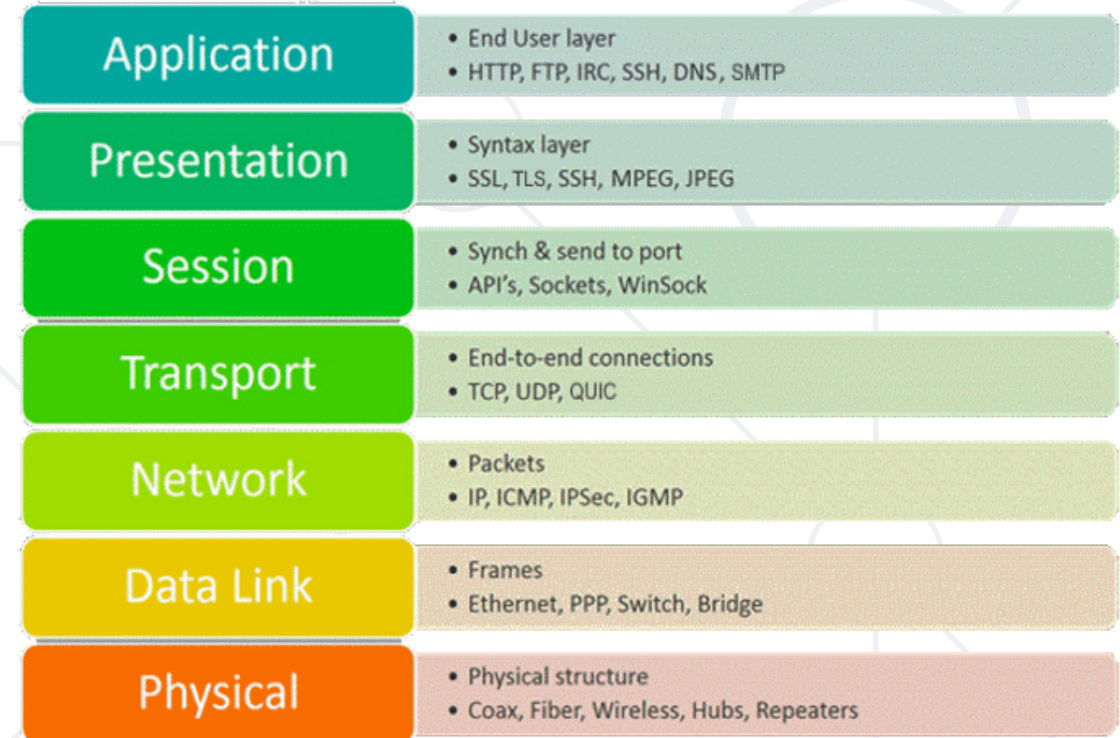 Application
• End User layer
• HTTP, FTP, IRC, SSH, DNS, SMTP
Presentation
• Syntax layer
• SSL, TLS, SSH, MPEG, JPEG
Session
• Synch & send to port
• API's, Sockets, WinSock
Transport
• End-to-end connections
• TCP, UDP, QUIC
Network
• Packets
• IP, ICMP, IPSec, IGMP
Data Link
• Frames
• Ethernet, PPP, Switch, Bridge
Physical
• Physical structure
• Coax, Fiber, Wireless, Hubs, Repeaters